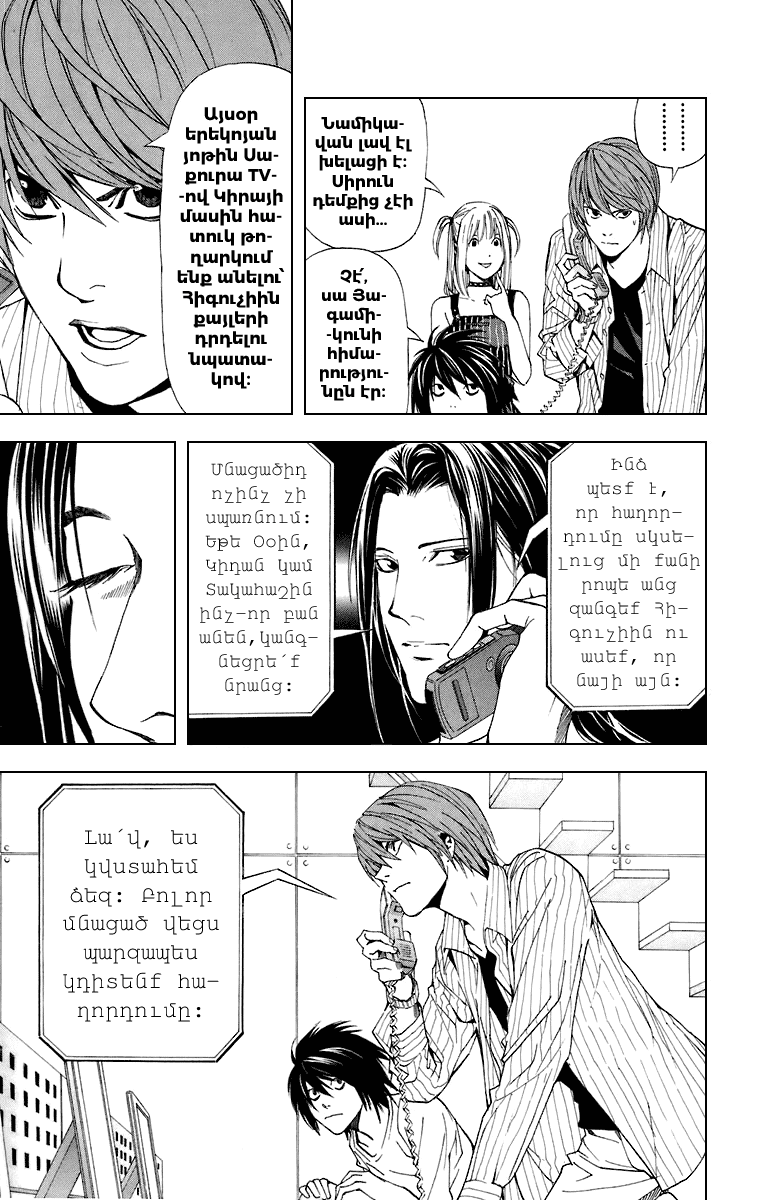 Նամիկա-
վան լավ էլ
խելացի է:
Սիրուն
դեմքից չէի
ասի...
Չէ՛,
սա Յա-
գամի-
-կունի
հիմա-
րությու-
նըն էր:
Այսօր
երեկոյան
յոթին Սա-
քուրա TV-
-ով Կիրայի
մասին հա-
տուկ թո-
ղարկում
ենք անելու՝
Հիգուչիին
քայլերի
դրդելու
նպատա-
կով:
Ինձ
պետք է,
որ հաղոր-
դումը սկսե-
լուց մի քանի
րոպե անց
զանգեք Հի-
գուչիին ու
ասեք, որ
նայի այն:
Մնացածիդ
ոչինչ չի
սպառնում:
Եթե Օօին,
Կիդան կամ
Տակահաշին
ինչ-որ բան
անեն,կանգ-
նեցրե՛ք
նրանց:
Լա՛վ, ես
կվստահեմ
ձեզ: Բոլոր
մնացած վեցս
պարզապես
կդիտենք հա-
ղորդումը: